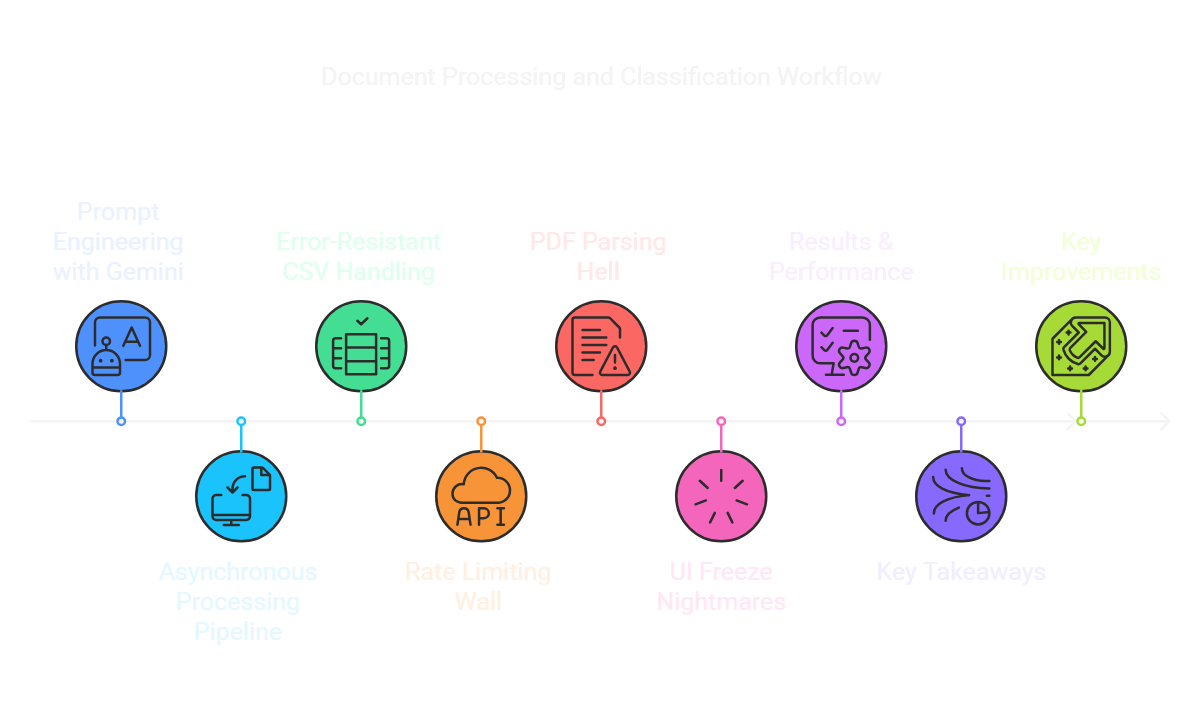 Document Processing and Classification Workflow
Prompt
Engineering
with Gemini
Asynchronous
Processing
Pipeline
Error-Resistant
CSV Handling
API
Rate Limiting
Wall
PDF Parsing
Hell
UI Freeze
Nightmares
Results &
Performance
Key Takeaways
Key
Improvements
A